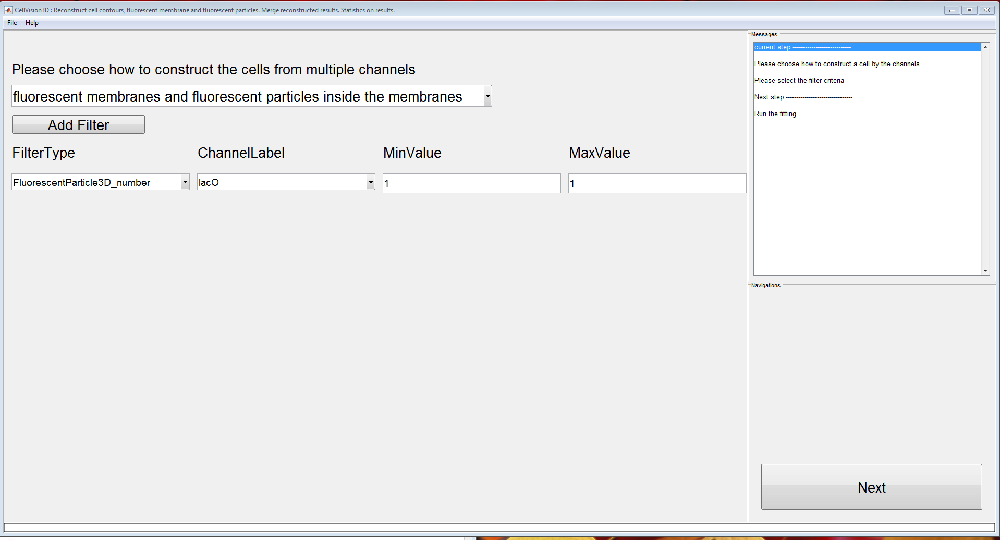 CellVision3D : Reconstruct cell contours, fluorescent membrane and fluorescent particles. Merge reconstructed results. Statistics on results.
File Help
Please choose how to construct the cells from multiple channels
fluorescent membranes and fluorescent particles inside the membranes
Add Filter
FilterType ChannelLabel MinValue MaxValue
FluorescentParticle3D_number lacO 1 1
Messages
current step ----------------------------
Please choose how to construct a cell by the channels
Please select the filter criteria
Next step --------------------------------
Run the fitting
Navigations
Next